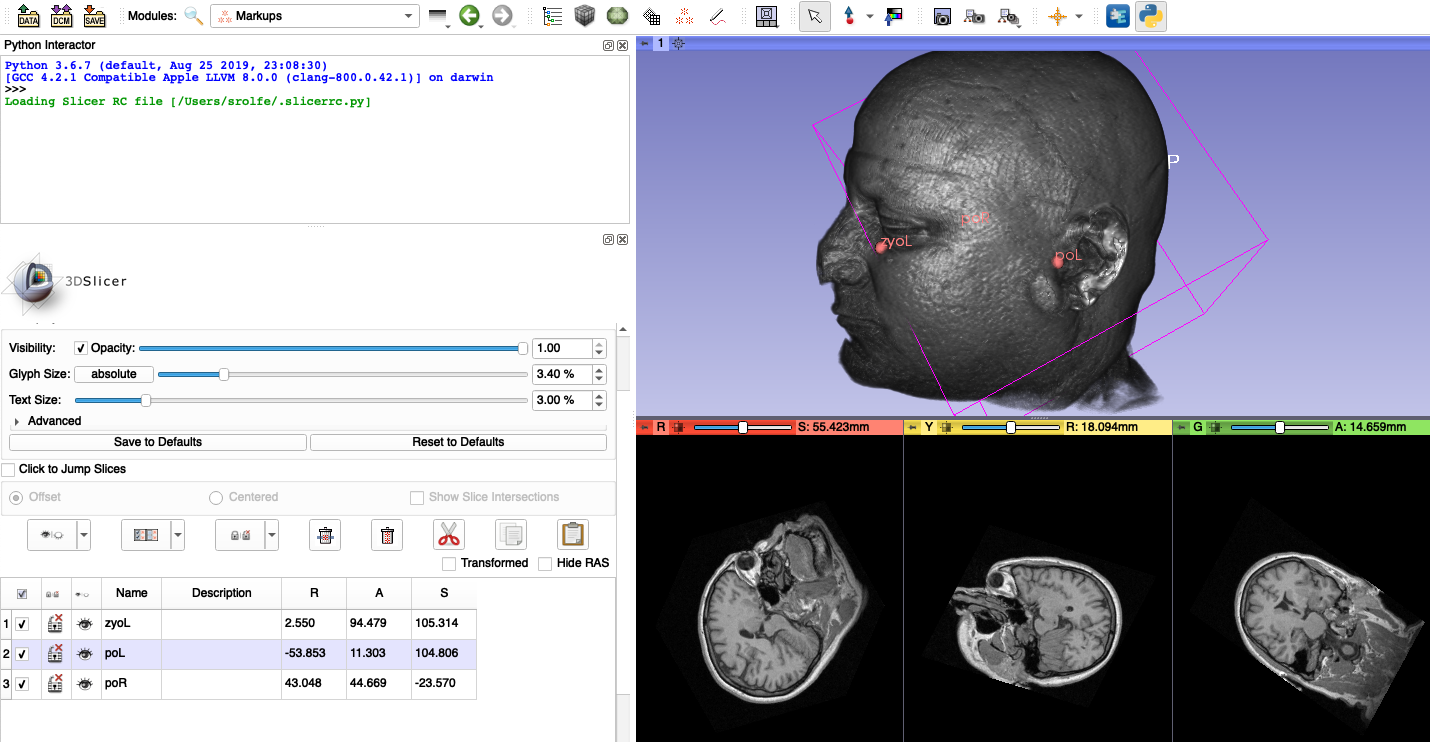 DATA
DCM
SAVE
Modules:
Markups
Python Interactor
Python 3.6.7 (default, Aug 25 2019, 23:08:30)
[GCC 4.2.1 Compatible Apple LLVM 8.0.0 (clang-800.0.42.1)] on darwin
>>>
Loading Slicer RC file [/Users/srolfe/.slicerrc.py]
3DSlicer
Visibility: Opacity: 1.00
Glyph Size: absolute 3.40 %
Text Size: 3.00 %
Advanced
Save to Defaults Reset to Defaults
Click to Jump Slices
Offset Centered Show Slice Intersections
Transformed Hide RAS
Name Description R A S
1 zyoL 2.550 94.479 105.314
2 poL -53.853 11.303 104.806
3 poR 43.048 44.669 -23.570
1
P
poR
zyoL
poL
R S: 55.423mm
Y R: 18.094mm
G A: 14.659mm